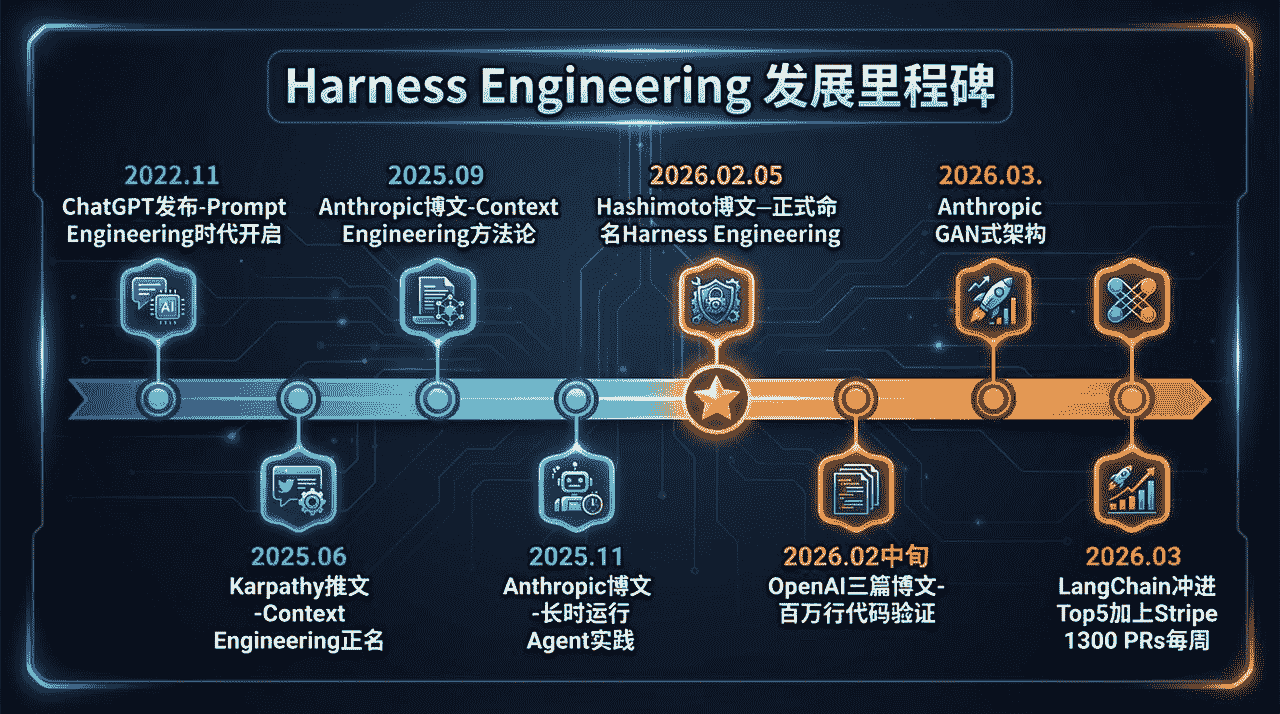 Harness Engineering 发展里程碑
2022.11
ChatGPT发布-Prompt
Engineering时代开启
2025.09
Anthropic博文-Context
Engineering方法论
2026.02.05
Hashimoto博文—正式命
名Harness Engineering
2026.03.
Anthropic
GAN式架构
AI
2025.06
Karpathy推文
-Context
Engineering正名
2025.11
Anthropic博文
-长时运行
Agent实践
2026.02中旬
OpenAI三篇博文-
百万行代码验证
2026.03
LangChain冲进
Top5加上Stripe
1300 PRs每周